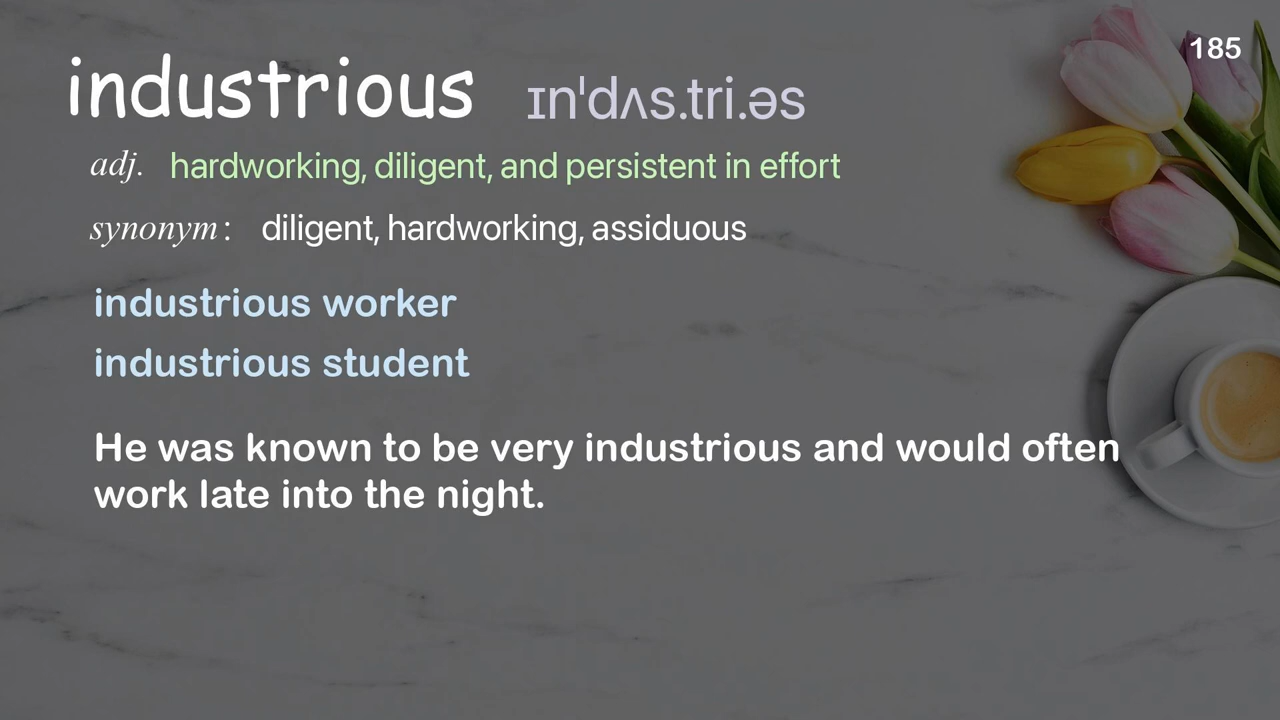 185
industrious ɪnˈdʌs.tri.əs
adj. hardworking, diligent, and persistent in effort
synonym : diligent, hardworking, assiduous
industrious worker
industrious student
He was known to be very industrious and would often
work late into the night.